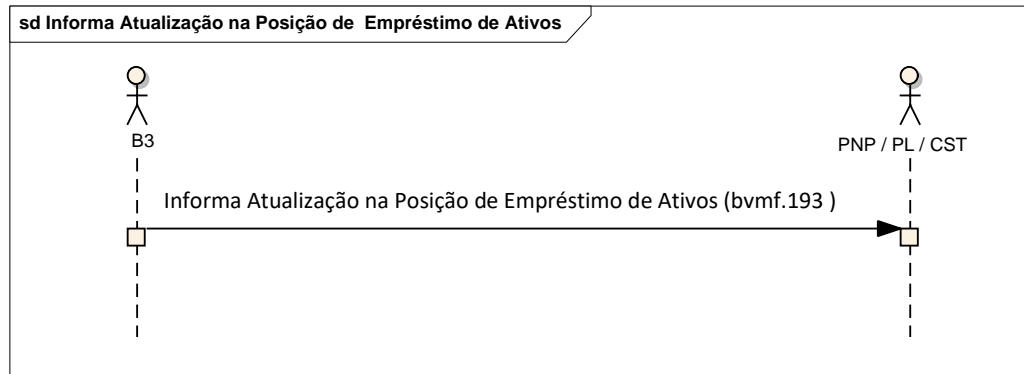 sd Informa Atualização na Posição de  Empréstimo de Ativos
B3
PNP / PL / CST
Informa Atualização na Posição de Empréstimo de Ativos (bvmf.193 )